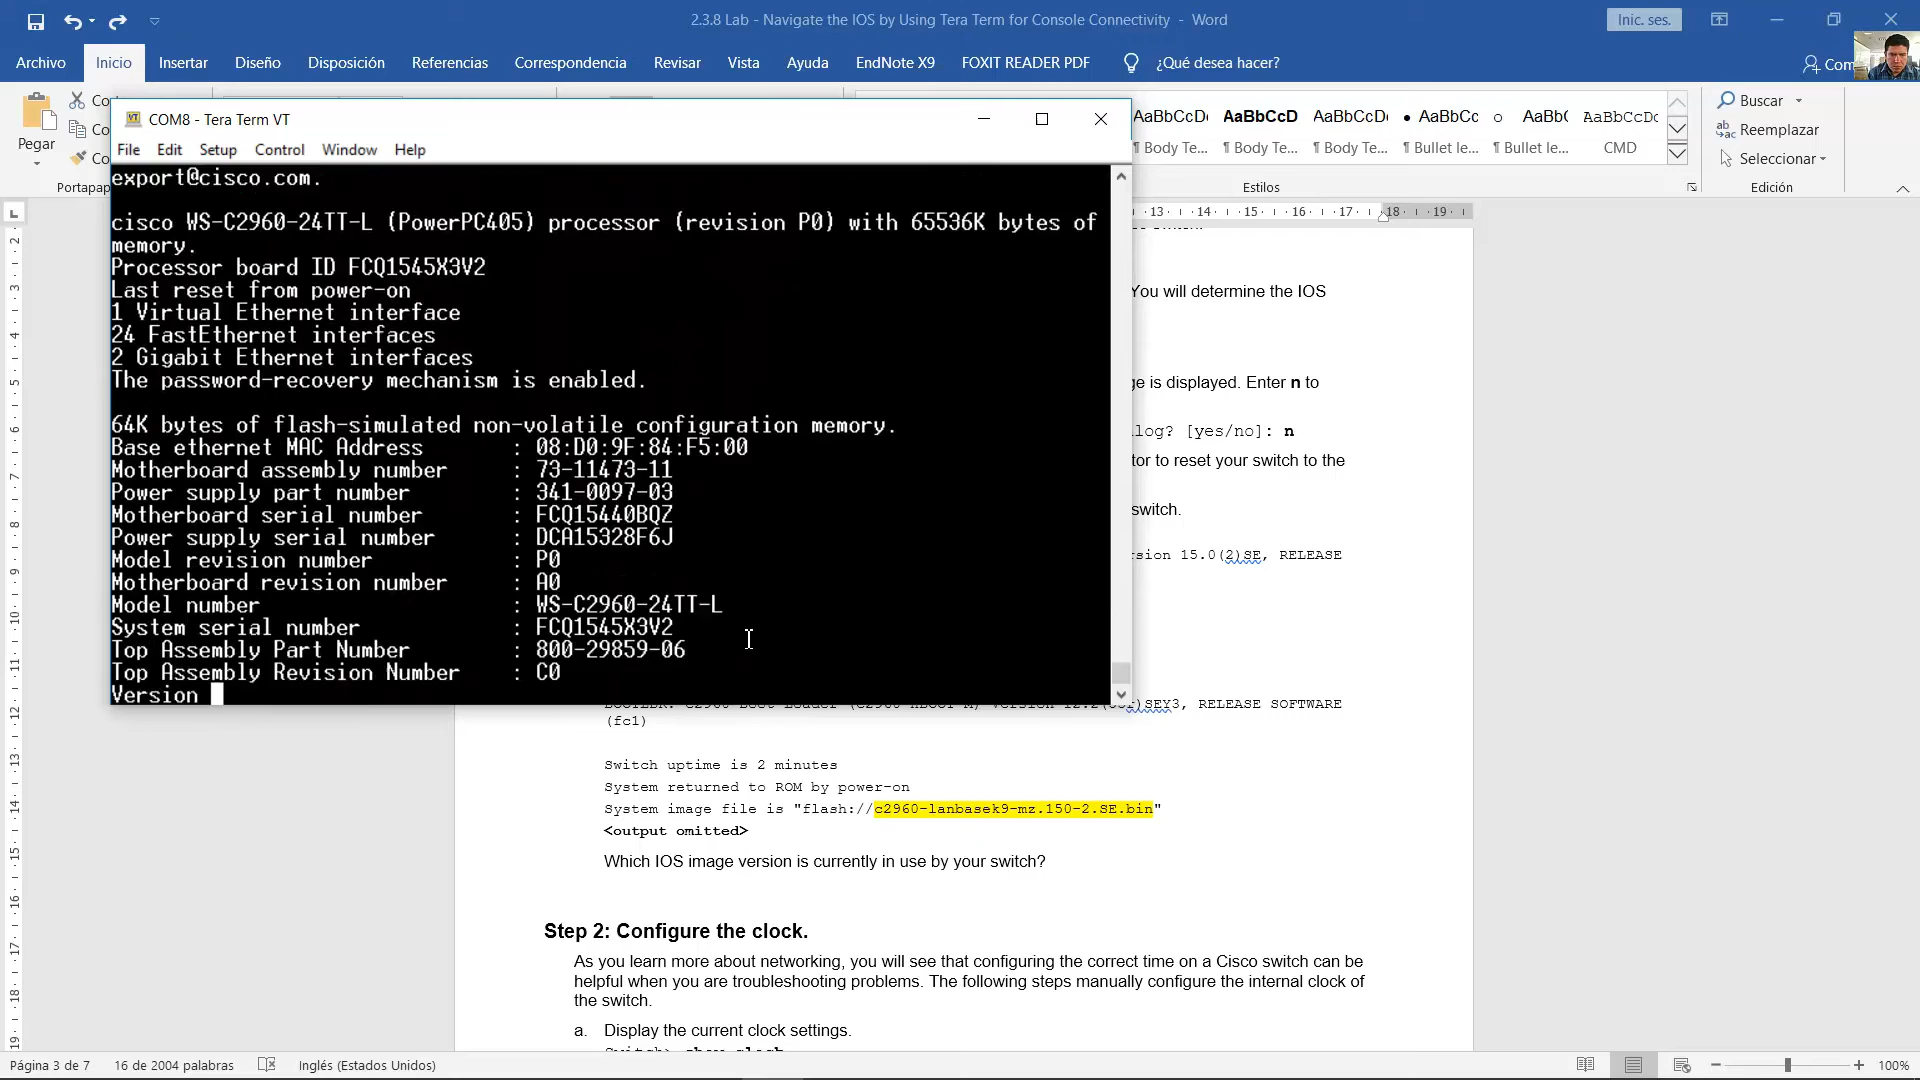 2.3.8 Lab - Navigate the IOS by Using Tera Term for Console Connectivity - Word
Inic. ses.
Archivo Inicio Insertar Diseño Disposición Referencias Correspondencia Revisar Vista Ayuda EndNote X9 FOXIT READER PDF ¿Qué desea hacer? Com
Pegar
Portapap
AaBbCcDc AaBbCcD AaBbCcDc • AaBbCc ○ AaBb( AaBbCcDc
¶ Body Te... ¶ Body Te... ¶ Body Te... ¶ Bullet le... ¶ Bullet le... CMD
Estilos
Buscar
Reemplazar
Seleccionar
Edición
COM8 - Tera Term VT
File Edit Setup Control Window Help
export@cisco.com.
cisco WS-C2960-24TT-L (PowerPC405) processor (revision P0) with 65536K bytes of
memory.
Processor board ID FCQ1545X3V2
Last reset from power-on
1 Virtual Ethernet interface
24 FastEthernet interfaces
2 Gigabit Ethernet interfaces
The password-recovery mechanism is enabled.
64K bytes of flash-simulated non-volatile configuration memory.
Base ethernet MAC Address : 08:D0:9F:84:F5:00
Motherboard assembly number : 73-11473-11
Power supply part number : 341-0097-03
Motherboard serial number : FCQ15440BQZ
Power supply serial number : DCA15328F6J
Model revision number : P0
Motherboard revision number : A0
Model number : WS-C2960-24TT-L
System serial number : FCQ1545X3V2
Top Assembly Part Number : 800-29859-06
Top Assembly Revision Number : C0
Version
·13· ·14· ·15· ·16· ·17· 18· ·19·
You will determine the IOS
ge is displayed. Enter n to
log? [yes/no]: n
tor to reset your switch to the
switch.
rsion 15.0(2)SE, RELEASE
)SEY3, RELEASE SOFTWARE
(fc1)
Switch uptime is 2 minutes
System returned to ROM by power-on
System image file is "flash://c2960-lanbasek9-mz.150-2.SE.bin"
<output omitted>
Which IOS image version is currently in use by your switch?
Step 2: Configure the clock.
As you learn more about networking, you will see that configuring the correct time on a Cisco switch can be
helpful when you are troubleshooting problems. The following steps manually configure the internal clock of
the switch.
a. Display the current clock settings.
Página 3 de 7 16 de 2004 palabras Inglés (Estados Unidos) 100%